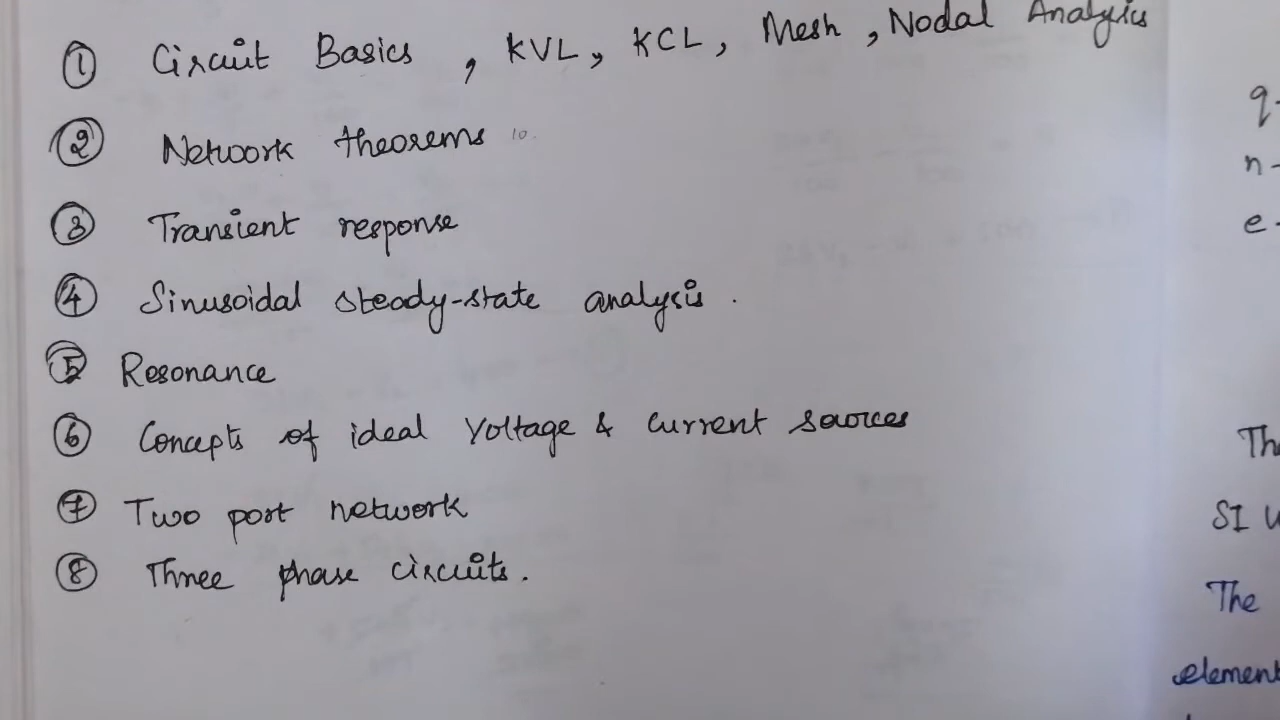 ① Circuit Basics , KVL, KCL, Mesh , Nodal Analysis
② Network theorems 10.
③ Transient response
④ Sinusoidal steady-state analysis .
⑤ Resonance
⑥ Concepts of ideal Voltage & Current sources
⑦ Two port network
⑧ Three phase circuits.
q-
n-
e-
SI
The
element